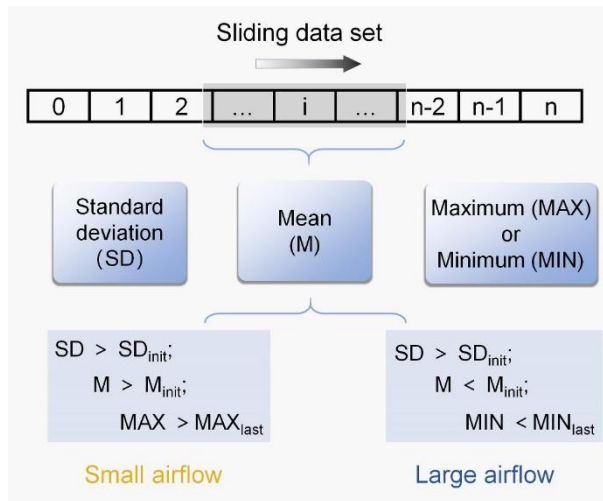 Sliding data set
0 1 2 ... i ... n-2 n-1 n
Standard
deviation
(SD)
Mean
(M)
Maximum (MAX)
or
Minimum (MIN)
SD > SDinit;
M > Minit;
MAX > MAXlast
Small airflow
SD > SDinit;
M < Minit;
MIN < MINlast
Large airflow